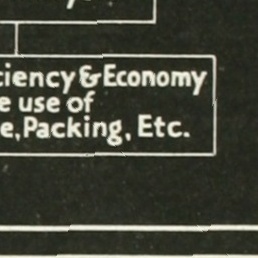 ciency & Economy
e use of
e, Packing, Etc.